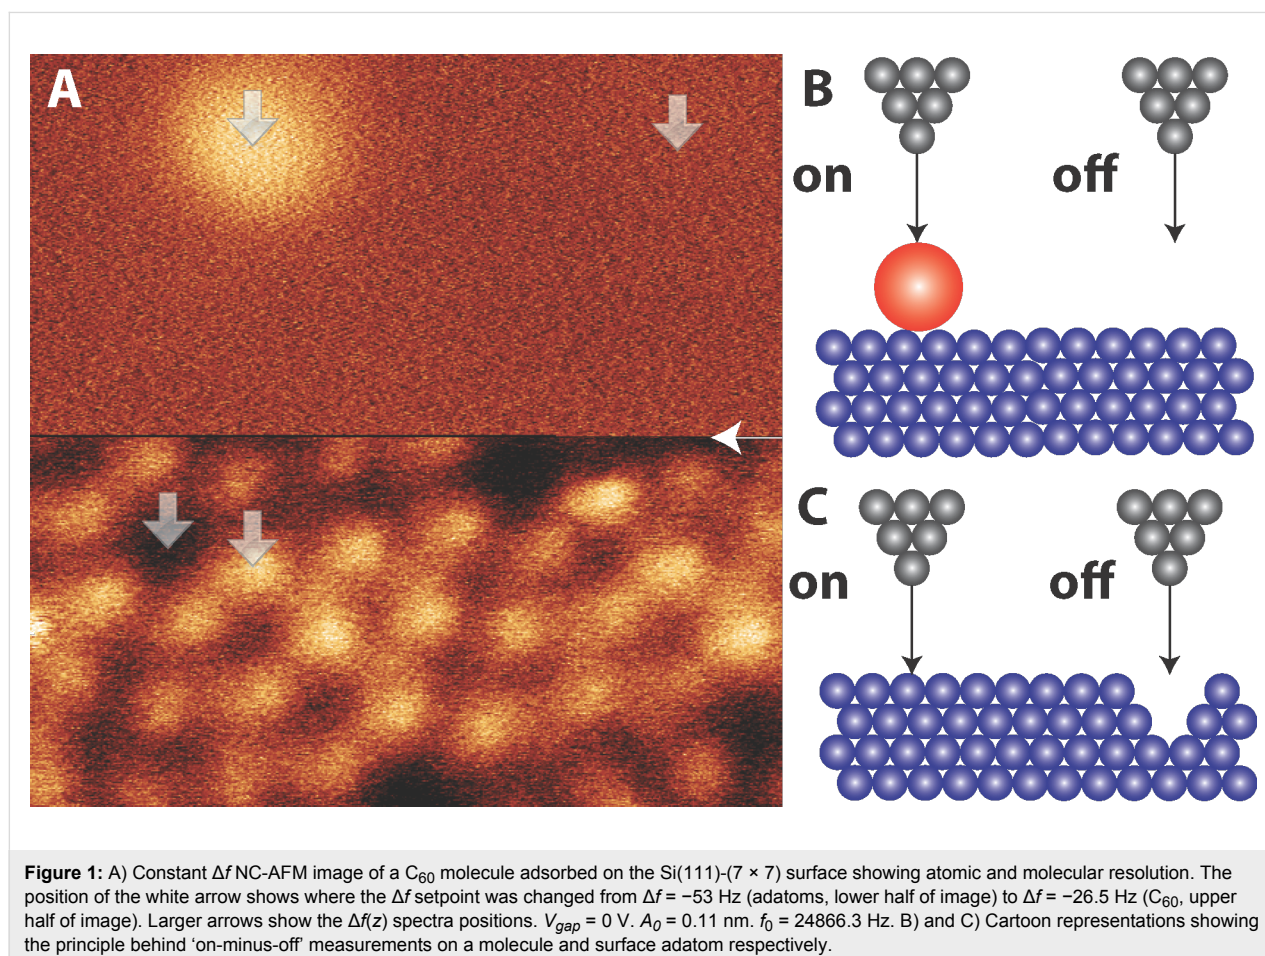 A
B
on
off
C
on
off
Figure 1: A) Constant Δf NC-AFM image of a C60 molecule adsorbed on the Si(111)-(7 × 7) surface showing atomic and molecular resolution. The
position of the white arrow shows where the Δf setpoint was changed from Δf = −53 Hz (adatoms, lower half of image) to Δf = −26.5 Hz (C60, upper
half of image). Larger arrows show the Δf(z) spectra positions. Vgap = 0 V. A0 = 0.11 nm. f0 = 24866.3 Hz. B) and C) Cartoon representations showing
the principle behind ‘on-minus-off’ measurements on a molecule and surface adatom respectively.